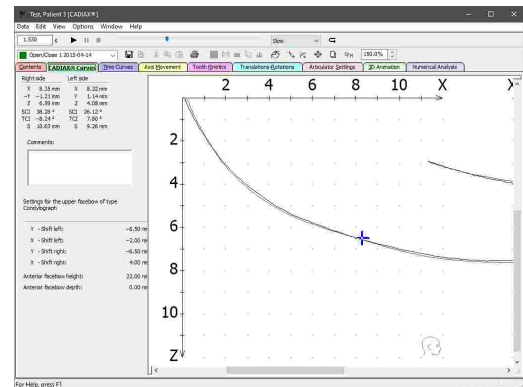 Test, Patient 3 [CADIAX®]
Data Edit View Options Window Help
1.530 s Slow
Open/Close 1 2015-04-14 150.0%
Contents CADIAX® Curves Time Curves Axis Movement Tooth Kinetics Translations-Rotations Articulator Settings 3D Animation Numerical Analysis
Right side Left side
X 8.35 mm X 8.32 mm
-Y -1.21 mm Y 1.14 mm
Z 6.59 mm Z 4.08 mm
SCI 38.28 ° SCI 26.12 °
TCI -8.24 ° TCI 7.80 °
S 10.63 mm S 9.26 mm
Comments:
Settings for the upper facebow of type
Condylograph
Y - Shift left: -6.50 m
X - Shift left: -2.00 m
Y - Shift right: -6.50 m
X - Shift right: 4.00 m
Anterior facebow height: 22.00 m
Anterior facebow depth: 0.00 m
2 4 6 8 10 X X
2
4
6
8
10
Z
For Help, press F1